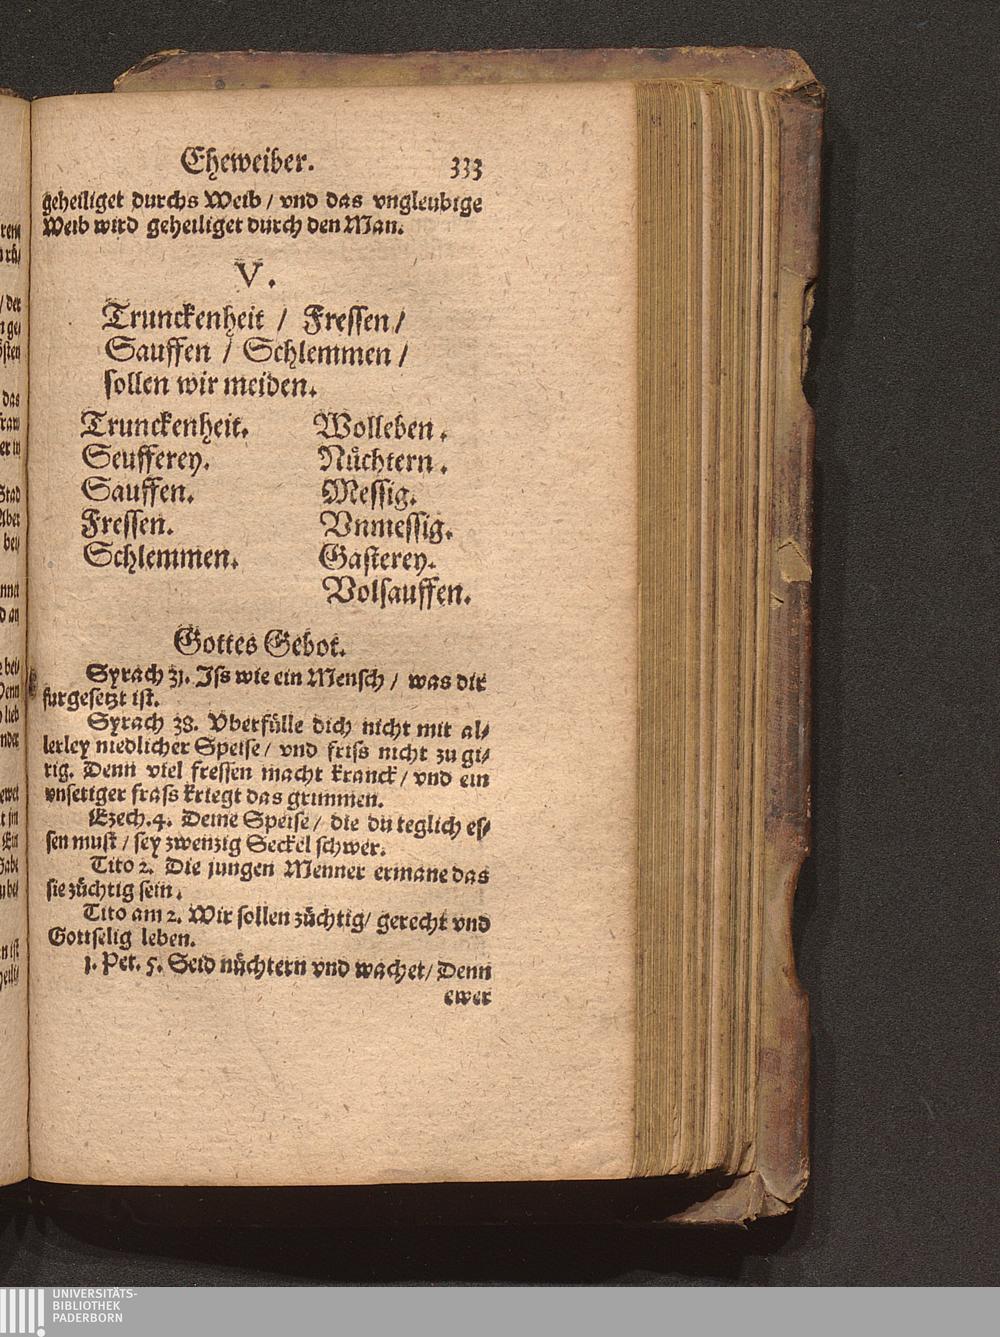 Eheweiber. 333
geheiliget durchs Weib / vnd das vngleubige
Weib wird geheiliget durch den Man.
V.
Trunckenheit / Fressen /
Sauffen / Schlemmen /
sollen wir meiden.
Trunckenheit. Wolleben.
Seufferey. Nüchtern.
Sauffen. Messig.
Fressen. Vnmessig.
Schlemmen. Gasterey.
Volsauffen.
Gottes Gebot.
Syrach 31. Iss wie ein Mensch / was dir
furgesetzt ist.
Syrach 38. Vberfülle dich nicht mit al⸗
lerley niedlicher Speise / vnd friss nicht zu gi⸗
rig. Denn viel fressen macht kranck / vnd ein
vnsetiger frass kriegt das grimmen.
Ezech. 4. Deine Speise / die du teglich es⸗
sen must / sey zwenzig Seckel schwer.
Tito 2. Die jungen Menner ermane das
sie züchtig sein.
Tito am 2. Wir sollen züchtig / gerecht vnd
Gottselig leben.
1. Pet. 5. Seid nüchtern vnd wachet / Denn
ewer
UNIVERSITÄTS-
BIBLIOTHEK
PADERBORN